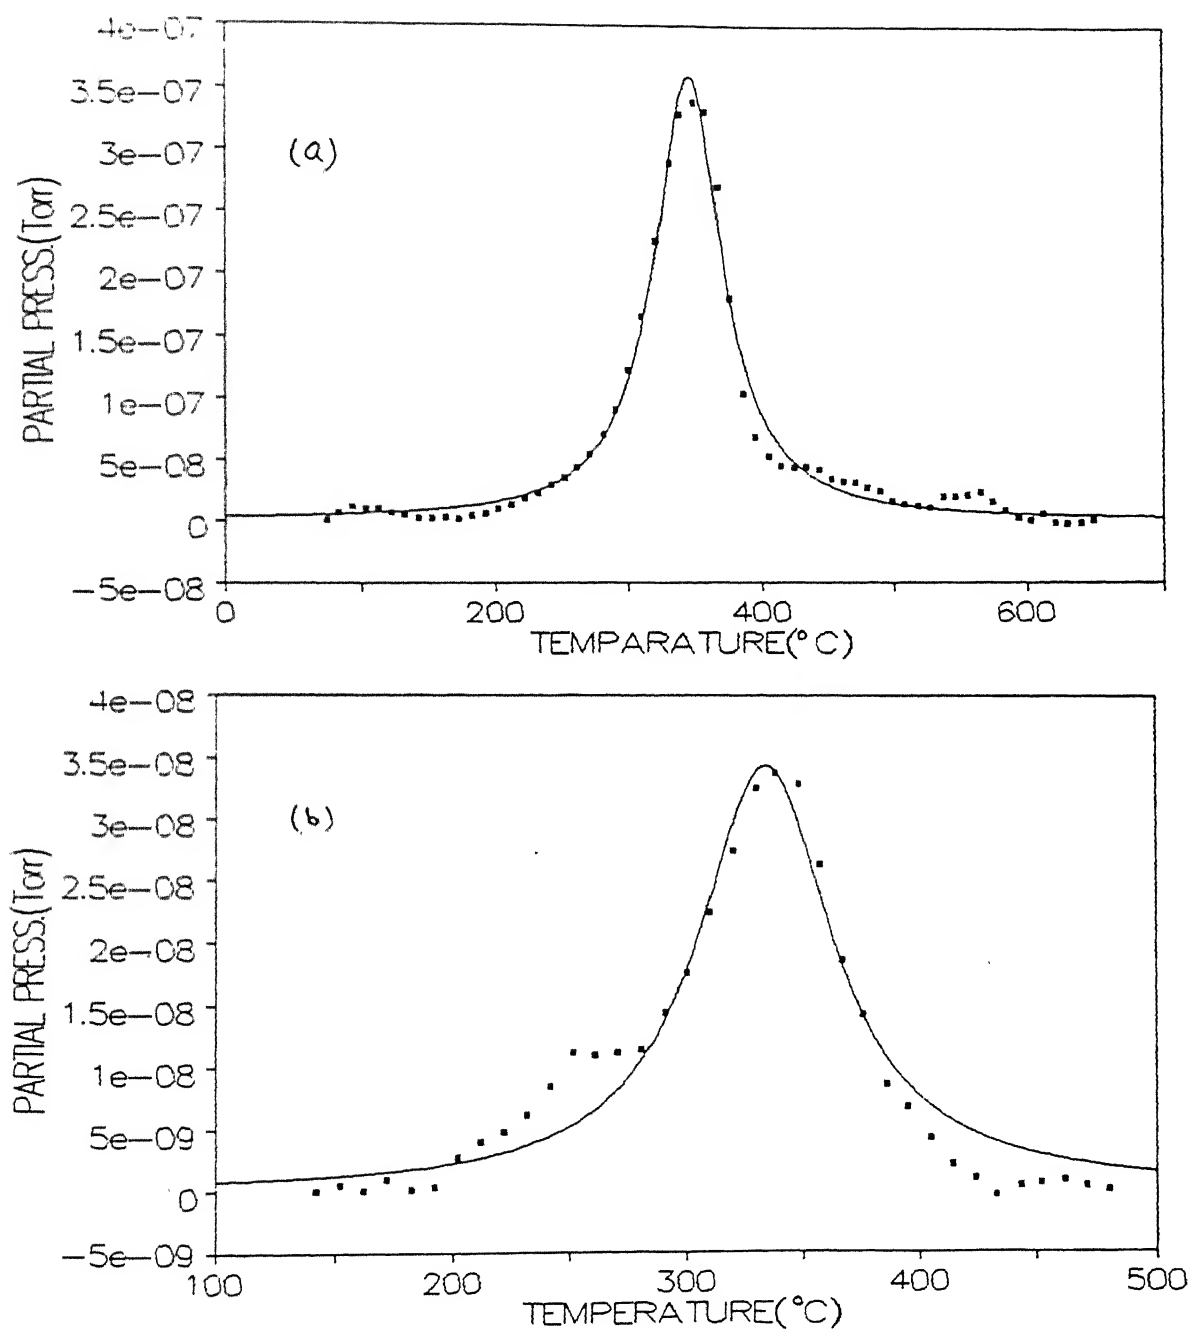 4e-07
3.5e-07
(a)
3e-07
2.5e-07
2e-07
1.5e-07
1e-07
5e-08
0
-5e-08
PARTIAL PRESS.(Torr)
0 200 400 600
TEMPARATURE(°C)
4e-08
3.5e-08
(b)
3e-08
2.5e-08
2e-08
1.5e-08
1e-08
5e-09
0
-5e-09
PARTIAL PRESS.(Torr)
100 200 300 400 500
TEMPERATURE(°C)